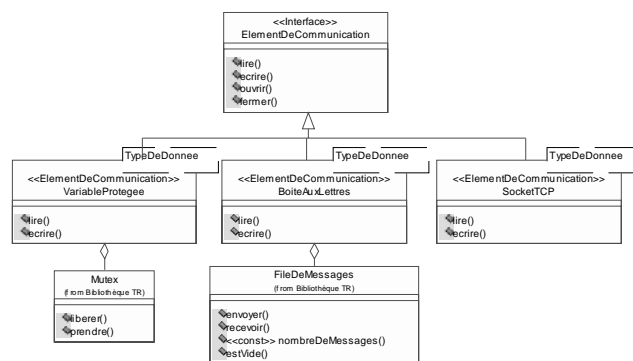 <<Interface>>
ElementDeCommunication
lire()
ecrire()
ouvrir()
fermer()
TypeDeDonnee
<<ElementDeCommunication>>
VariableProtegee
lire()
ecrire()
TypeDeDonnee
<<ElementDeCommunication>>
BoiteAuxLettres
lire()
ecrire()
TypeDeDonnee
<<ElementDeCommunication>>
SocketTCP
lire()
ecrire()
Mutex
(from Bibliothèque TR)
liberer()
prendre()
FileDeMessages
(from Bibliothèque TR)
envoyer()
recevoir()
<<const>> nombreDeMessages()
estVide()